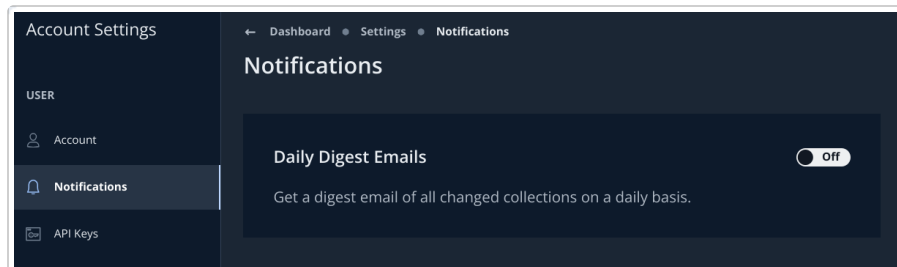 Account Settings
USER
Account
Notifications
API Keys
← Dashboard ● Settings ● Notifications
Notifications
Daily Digest Emails
Off
Get a digest email of all changed collections on a daily basis.